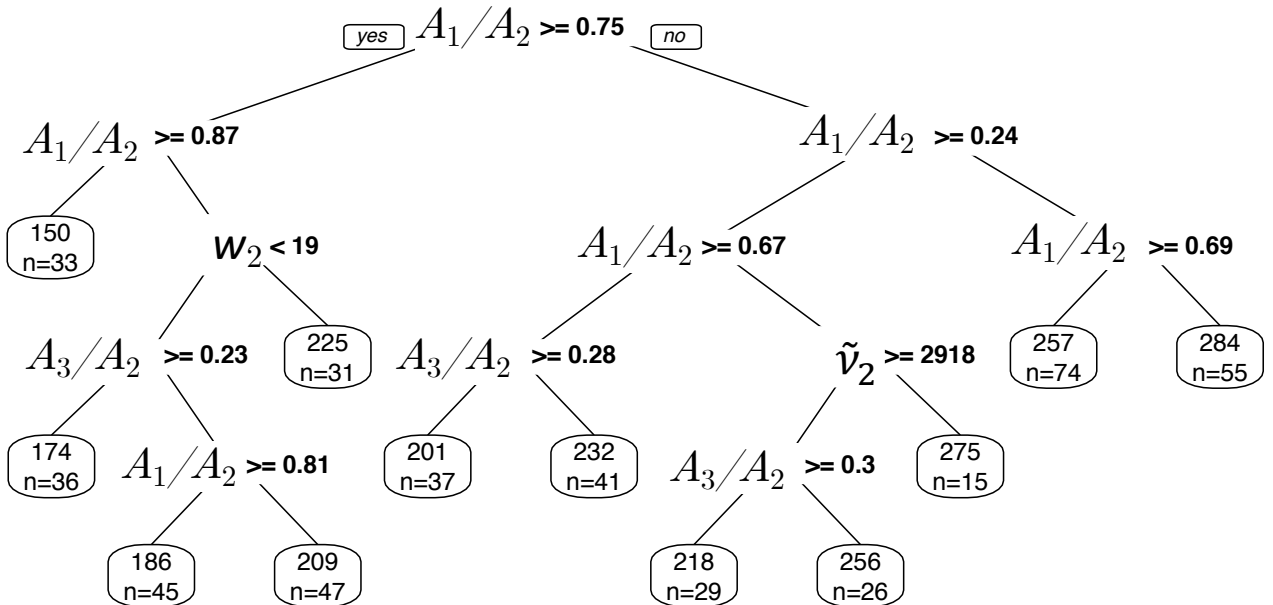 yes A₁/A₂ >= 0.75 no
A₁/A₂ >= 0.87
A₁/A₂ >= 0.24
150
n=33
w₂ < 19
A₁/A₂ >= 0.67
A₁/A₂ >= 0.69
A₃/A₂ >= 0.23
225
n=31
A₃/A₂ >= 0.28
ṽ₂ >= 2918
257
n=74
284
n=55
174
n=36
A₁/A₂ >= 0.81
201
n=37
232
n=41
A₃/A₂ >= 0.3
275
n=15
186
n=45
209
n=47
218
n=29
256
n=26